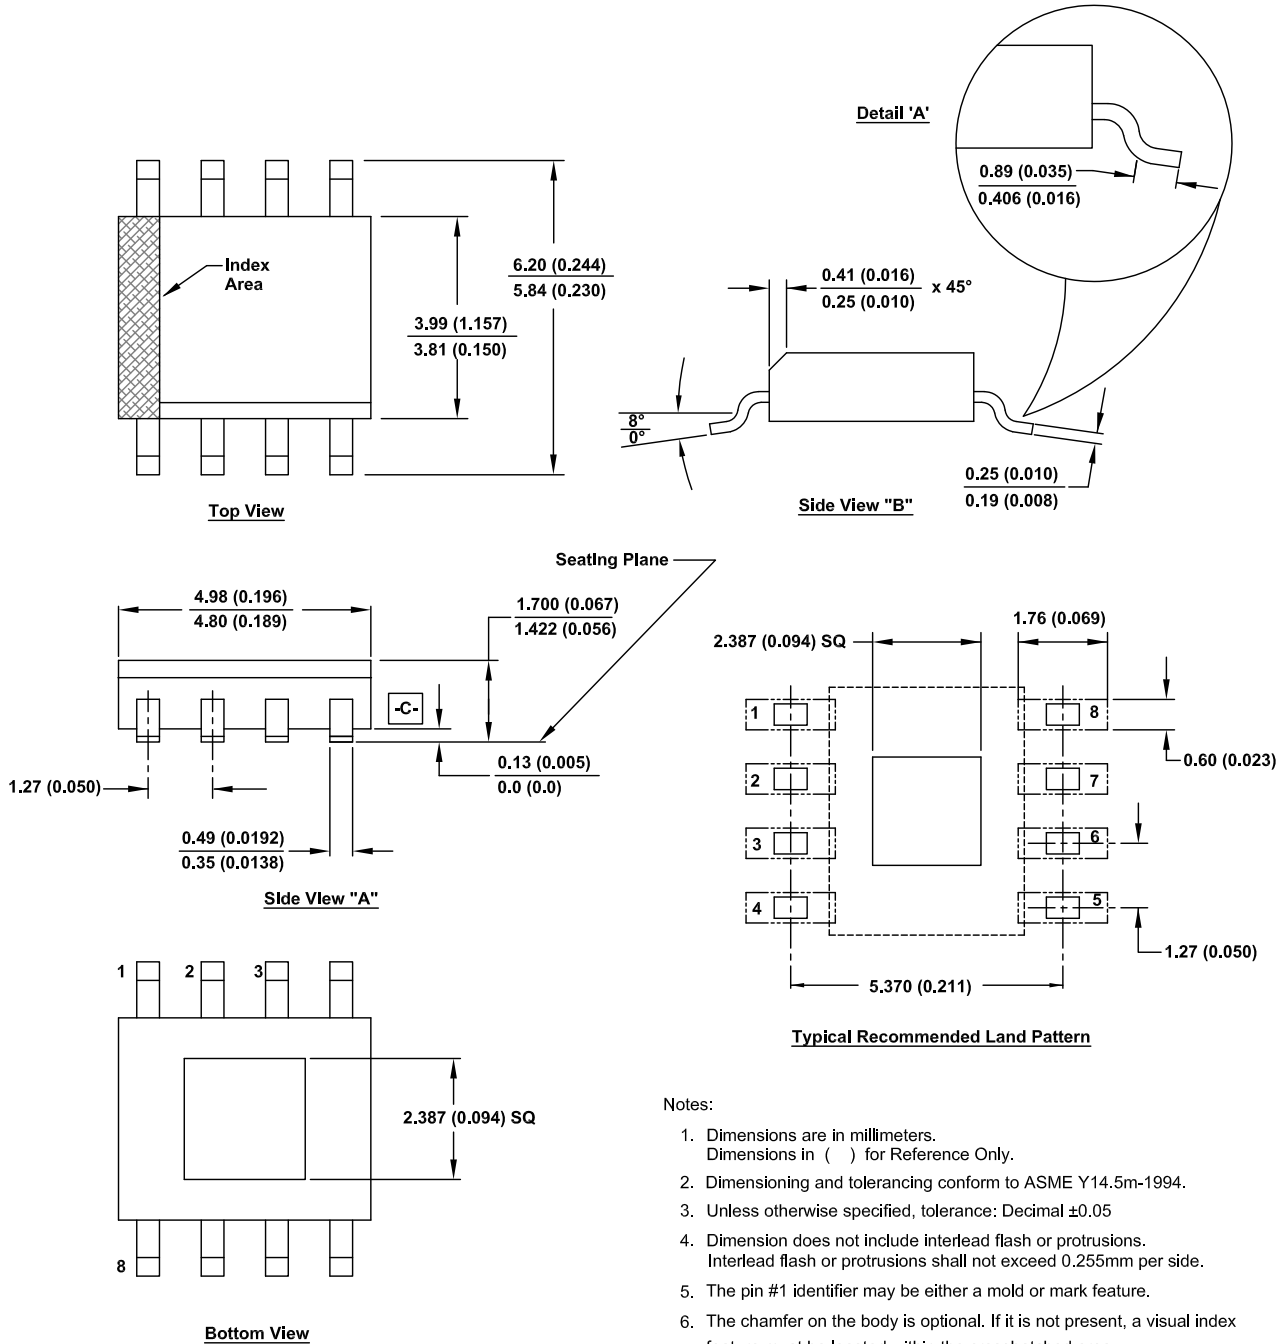 Detail 'A'
0.89 (0.035)
0.406 (0.016)
Index
Area
6.20 (0.244)
5.84 (0.230)
3.99 (1.157)
3.81 (0.150)
Top View
0.41 (0.016)
0.25 (0.010)
x 45°
8°
0°
0.25 (0.010)
0.19 (0.008)
Side View "B"
Seating Plane
4.98 (0.196)
4.80 (0.189)
1.700 (0.067)
1.422 (0.056)
-C-
0.13 (0.005)
0.0 (0.0)
1.27 (0.050)
0.49 (0.0192)
0.35 (0.0138)
Side View "A"
2.387 (0.094) SQ
1.76 (0.069)
1
8
0.60 (0.023)
2
7
3
6
4
5
1.27 (0.050)
5.370 (0.211)
Typical Recommended Land Pattern
1
2
3
2.387 (0.094) SQ
8
Bottom View
Notes:
1. Dimensions are in millimeters.
Dimensions in ( ) for Reference Only.
2. Dimensioning and tolerancing conform to ASME Y14.5m-1994.
3. Unless otherwise specified, tolerance: Decimal ±0.05
4. Dimension does not include interlead flash or protrusions.
Interlead flash or protrusions shall not exceed 0.255mm per side.
5. The pin #1 identifier may be either a mold or mark feature.
6. The chamfer on the body is optional. If it is not present, a visual index